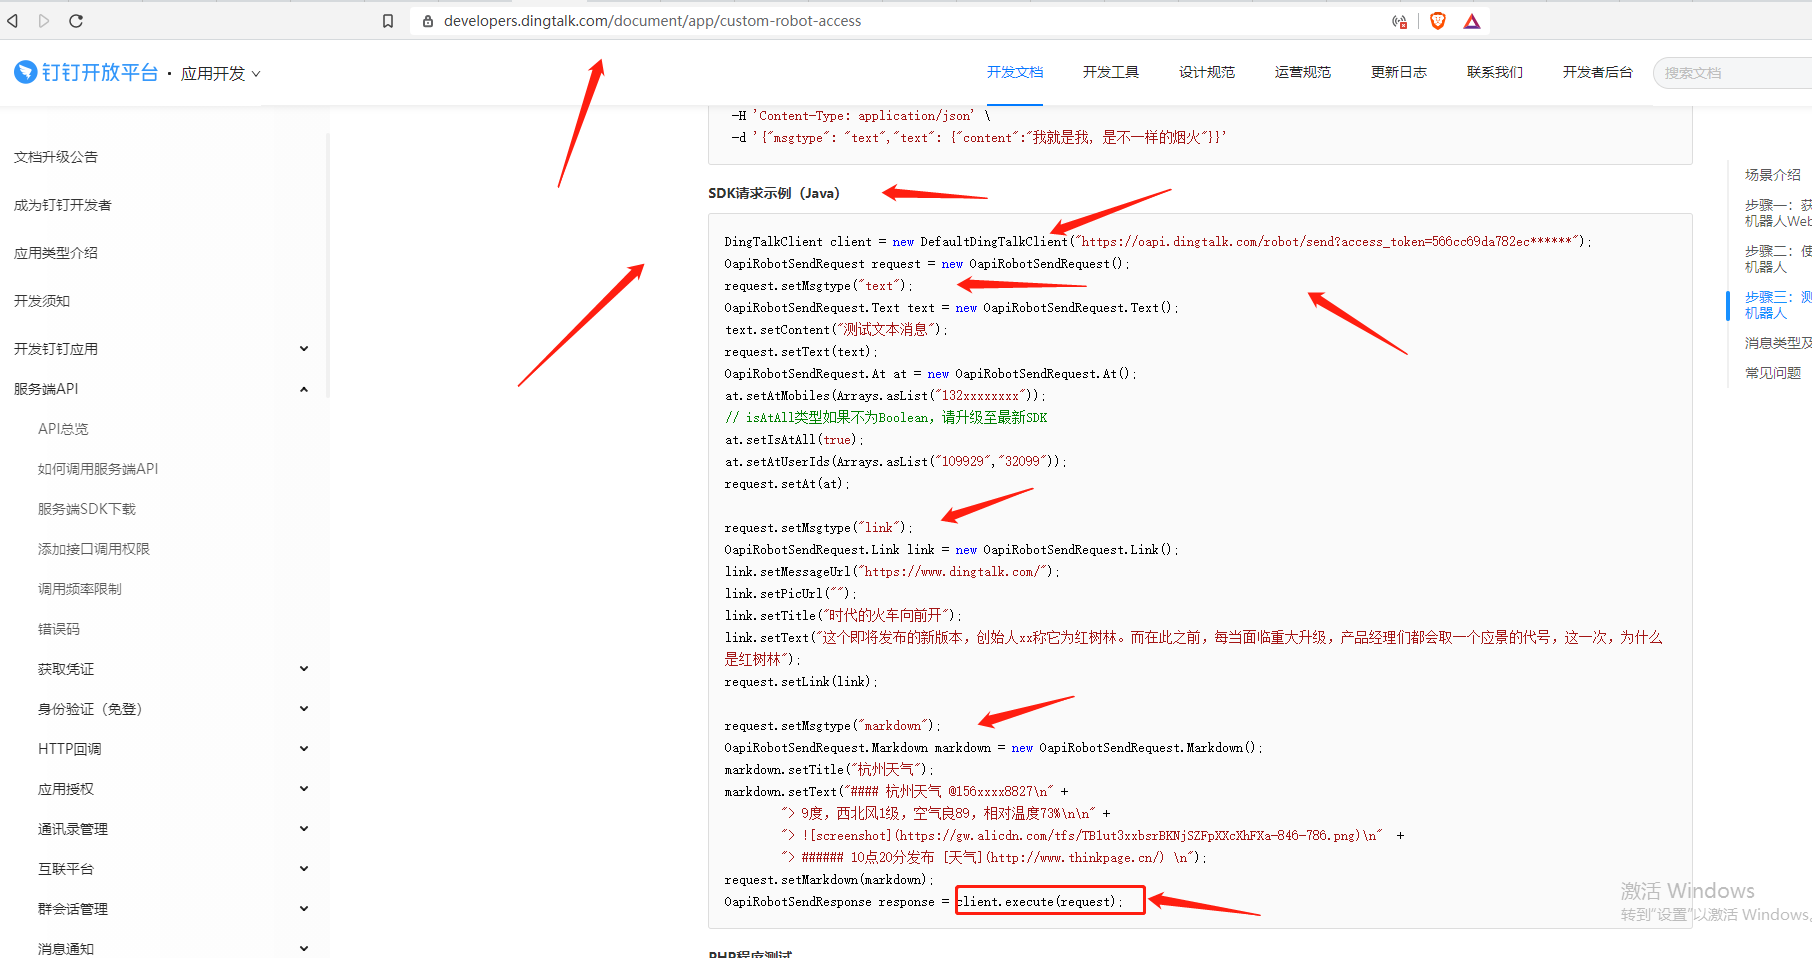 developers.dingtalk.com/document/app/custom-robot-access
钉钉开放平台 · 应用开发
开发文档 开发工具 设计规范 运营规范 更新日志 联系我们 开发者后台 搜索文档
文档升级公告
成为钉钉开发者
应用类型介绍
开发须知
开发钉钉应用
服务端API
API总览
如何调用服务端API
服务端SDK下载
添加接口调用权限
调用频率限制
错误码
获取凭证
身份验证（免登）
HTTP回调
应用授权
通讯录管理
互联平台
群会话管理
消息通知
-H 'Content-Type: application/json' \
-d '{"msgtype": "text","text": {"content":"我就是我, 是不一样的烟火"}}'
SDK请求示例（Java）
DingTalkClient client = new DefaultDingTalkClient("https://oapi.dingtalk.com/robot/send?access_token=566cc69da782ec******");
OapiRobotSendRequest request = new OapiRobotSendRequest();
request.setMsgtype("text");
OapiRobotSendRequest.Text text = new OapiRobotSendRequest.Text();
text.setContent("测试文本消息");
request.setText(text);
OapiRobotSendRequest.At at = new OapiRobotSendRequest.At();
at.setAtMobiles(Arrays.asList("132xxxxxxxx"));
// isAtAll类型如果不为Boolean，请升级至最新SDK
at.setIsAtAll(true);
at.setAtUserIds(Arrays.asList("109929","32099"));
request.setAt(at);
request.setMsgtype("link");
OapiRobotSendRequest.Link link = new OapiRobotSendRequest.Link();
link.setMessageUrl("https://www.dingtalk.com/");
link.setPicUrl("");
link.setTitle("时代的火车向前开");
link.setText("这个即将发布的新版本，创始人xx称它为红树林。而在此之前，每当面临重大升级，产品经理们都会取一个应景的代号，这一次，为什么
是红树林");
request.setLink(link);
request.setMsgtype("markdown");
OapiRobotSendRequest.Markdown markdown = new OapiRobotSendRequest.Markdown();
markdown.setTitle("杭州天气");
markdown.setText("#### 杭州天气 @156xxxx8827\n" +
"> 9度，西北风1级，空气良89，相对温度73%\n\n" +
"> ![screenshot](https://gw.alicdn.com/tfs/TB1ut3xxbsrBKNjSZFpXXcXhFXa-846-786.png)\n" +
"> ###### 10点20分发布 [天气](http://www.thinkpage.cn/) \n");
request.setMarkdown(markdown);
OapiRobotSendResponse response = client.execute(request);
PHP程序测试
场景介绍
步骤一：获
机器人Web
步骤二：使
机器人
步骤三：测
机器人
消息类型及
常见问题
激活 Windows
转到"设置"以激活 Windows。